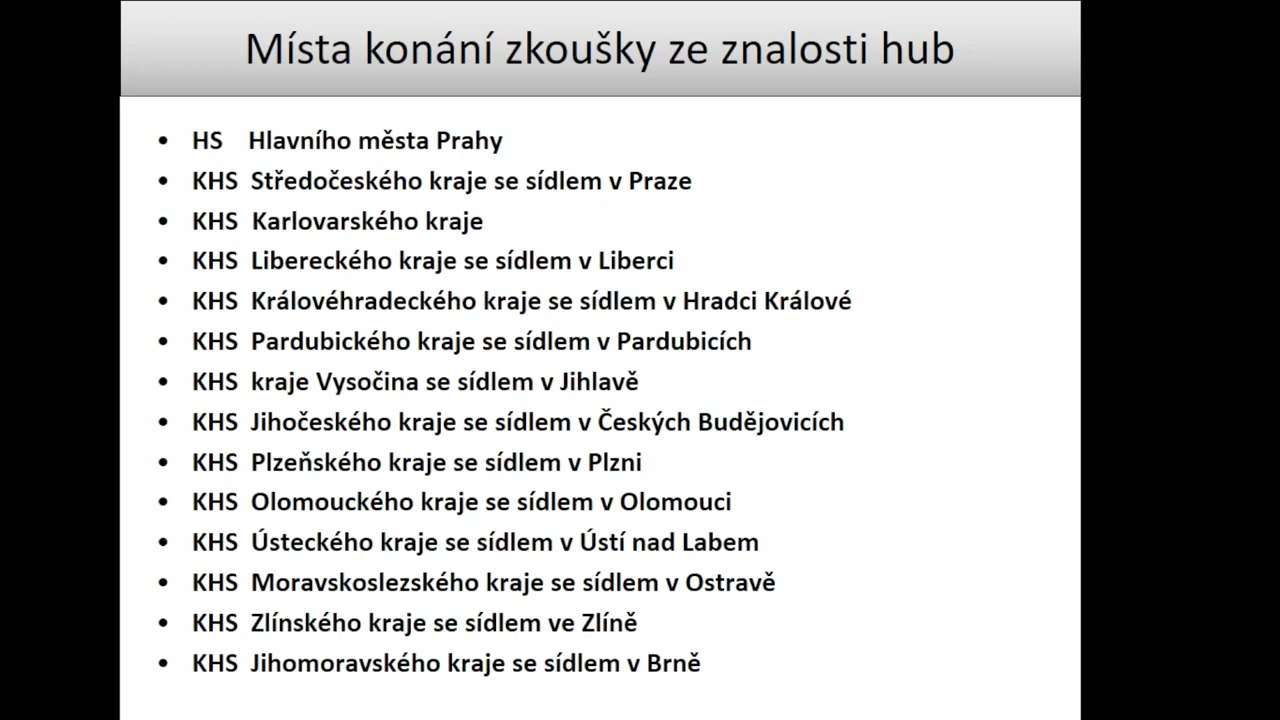 Místa konání zkoušky ze znalosti hub
• HS Hlavního města Prahy
• KHS Středočeského kraje se sídlem v Praze
• KHS Karlovarského kraje
• KHS Libereckého kraje se sídlem v Liberci
• KHS Královéhradeckého kraje se sídlem v Hradci Králové
• KHS Pardubického kraje se sídlem v Pardubicích
• KHS kraje Vysočina se sídlem v Jihlavě
• KHS Jihočeského kraje se sídlem v Českých Budějovicích
• KHS Plzeňského kraje se sídlem v Plzni
• KHS Olomouckého kraje se sídlem v Olomouci
• KHS Ústeckého kraje se sídlem v Ústí nad Labem
• KHS Moravskoslezského kraje se sídlem v Ostravě
• KHS Zlínského kraje se sídlem ve Zlíně
• KHS Jihomoravského kraje se sídlem v Brně